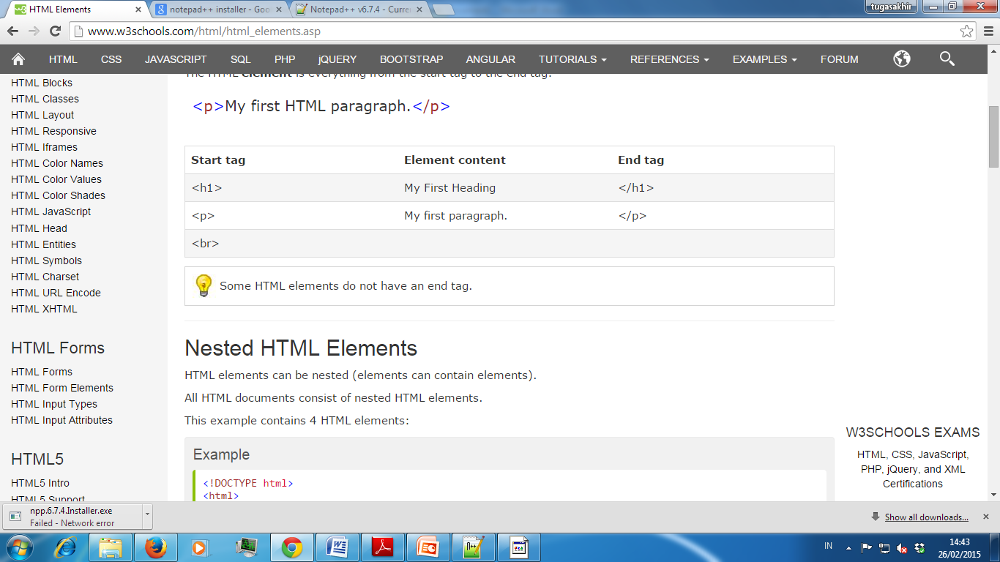 HTML Elements
notepad++ installer - Goo
Notepad++ v6.7.4 - Curre
tugasakhir
www.w3schools.com/html/html_elements.asp
HTML
CSS
JAVASCRIPT
SQL
PHP
jQUERY
BOOTSTRAP
ANGULAR
TUTORIALS
REFERENCES
EXAMPLES
FORUM
HTML Blocks
HTML Classes
HTML Layout
HTML Responsive
HTML Iframes
HTML Color Names
HTML Color Values
HTML Color Shades
HTML JavaScript
HTML Head
HTML Entities
HTML Symbols
HTML Charset
HTML URL Encode
HTML XHTML
HTML Forms
HTML Forms
HTML Form Elements
HTML Input Types
HTML Input Attributes
HTML5
HTML5 Intro
HTML5 Support
The HTML element is everything from the start tag to the end tag:
<p>My first HTML paragraph.</p>
Start tag Element content End tag
<h1> My First Heading </h1>
<p> My first paragraph. </p>
<br>
Some HTML elements do not have an end tag.
Nested HTML Elements
HTML elements can be nested (elements can contain elements).
All HTML documents consist of nested HTML elements.
This example contains 4 HTML elements:
Example
<!DOCTYPE html>
<html>
W3SCHOOLS EXAMS
HTML, CSS, JavaScript,
PHP, jQuery, and XML
Certifications
npp.6.7.4.Installer.exe
Failed - Network error
Show all downloads...
IN
14:43
26/02/2015